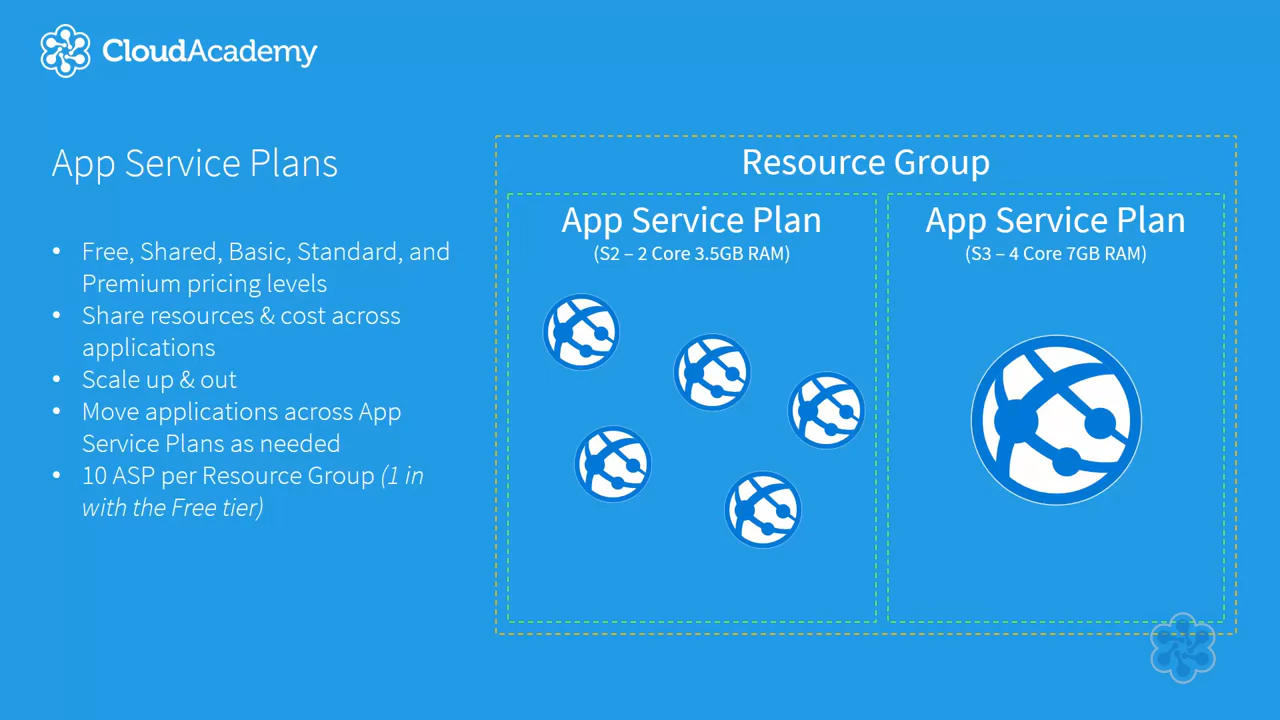 CloudAcademy
App Service Plans
• Free, Shared, Basic, Standard, and
Premium pricing levels
• Share resources & cost across
applications
• Scale up & out
• Move applications across App
Service Plans as needed
• 10 ASP per Resource Group (1 in
with the Free tier)
Resource Group
App Service Plan
(S2 – 2 Core 3.5GB RAM)
App Service Plan
(S3 – 4 Core 7GB RAM)